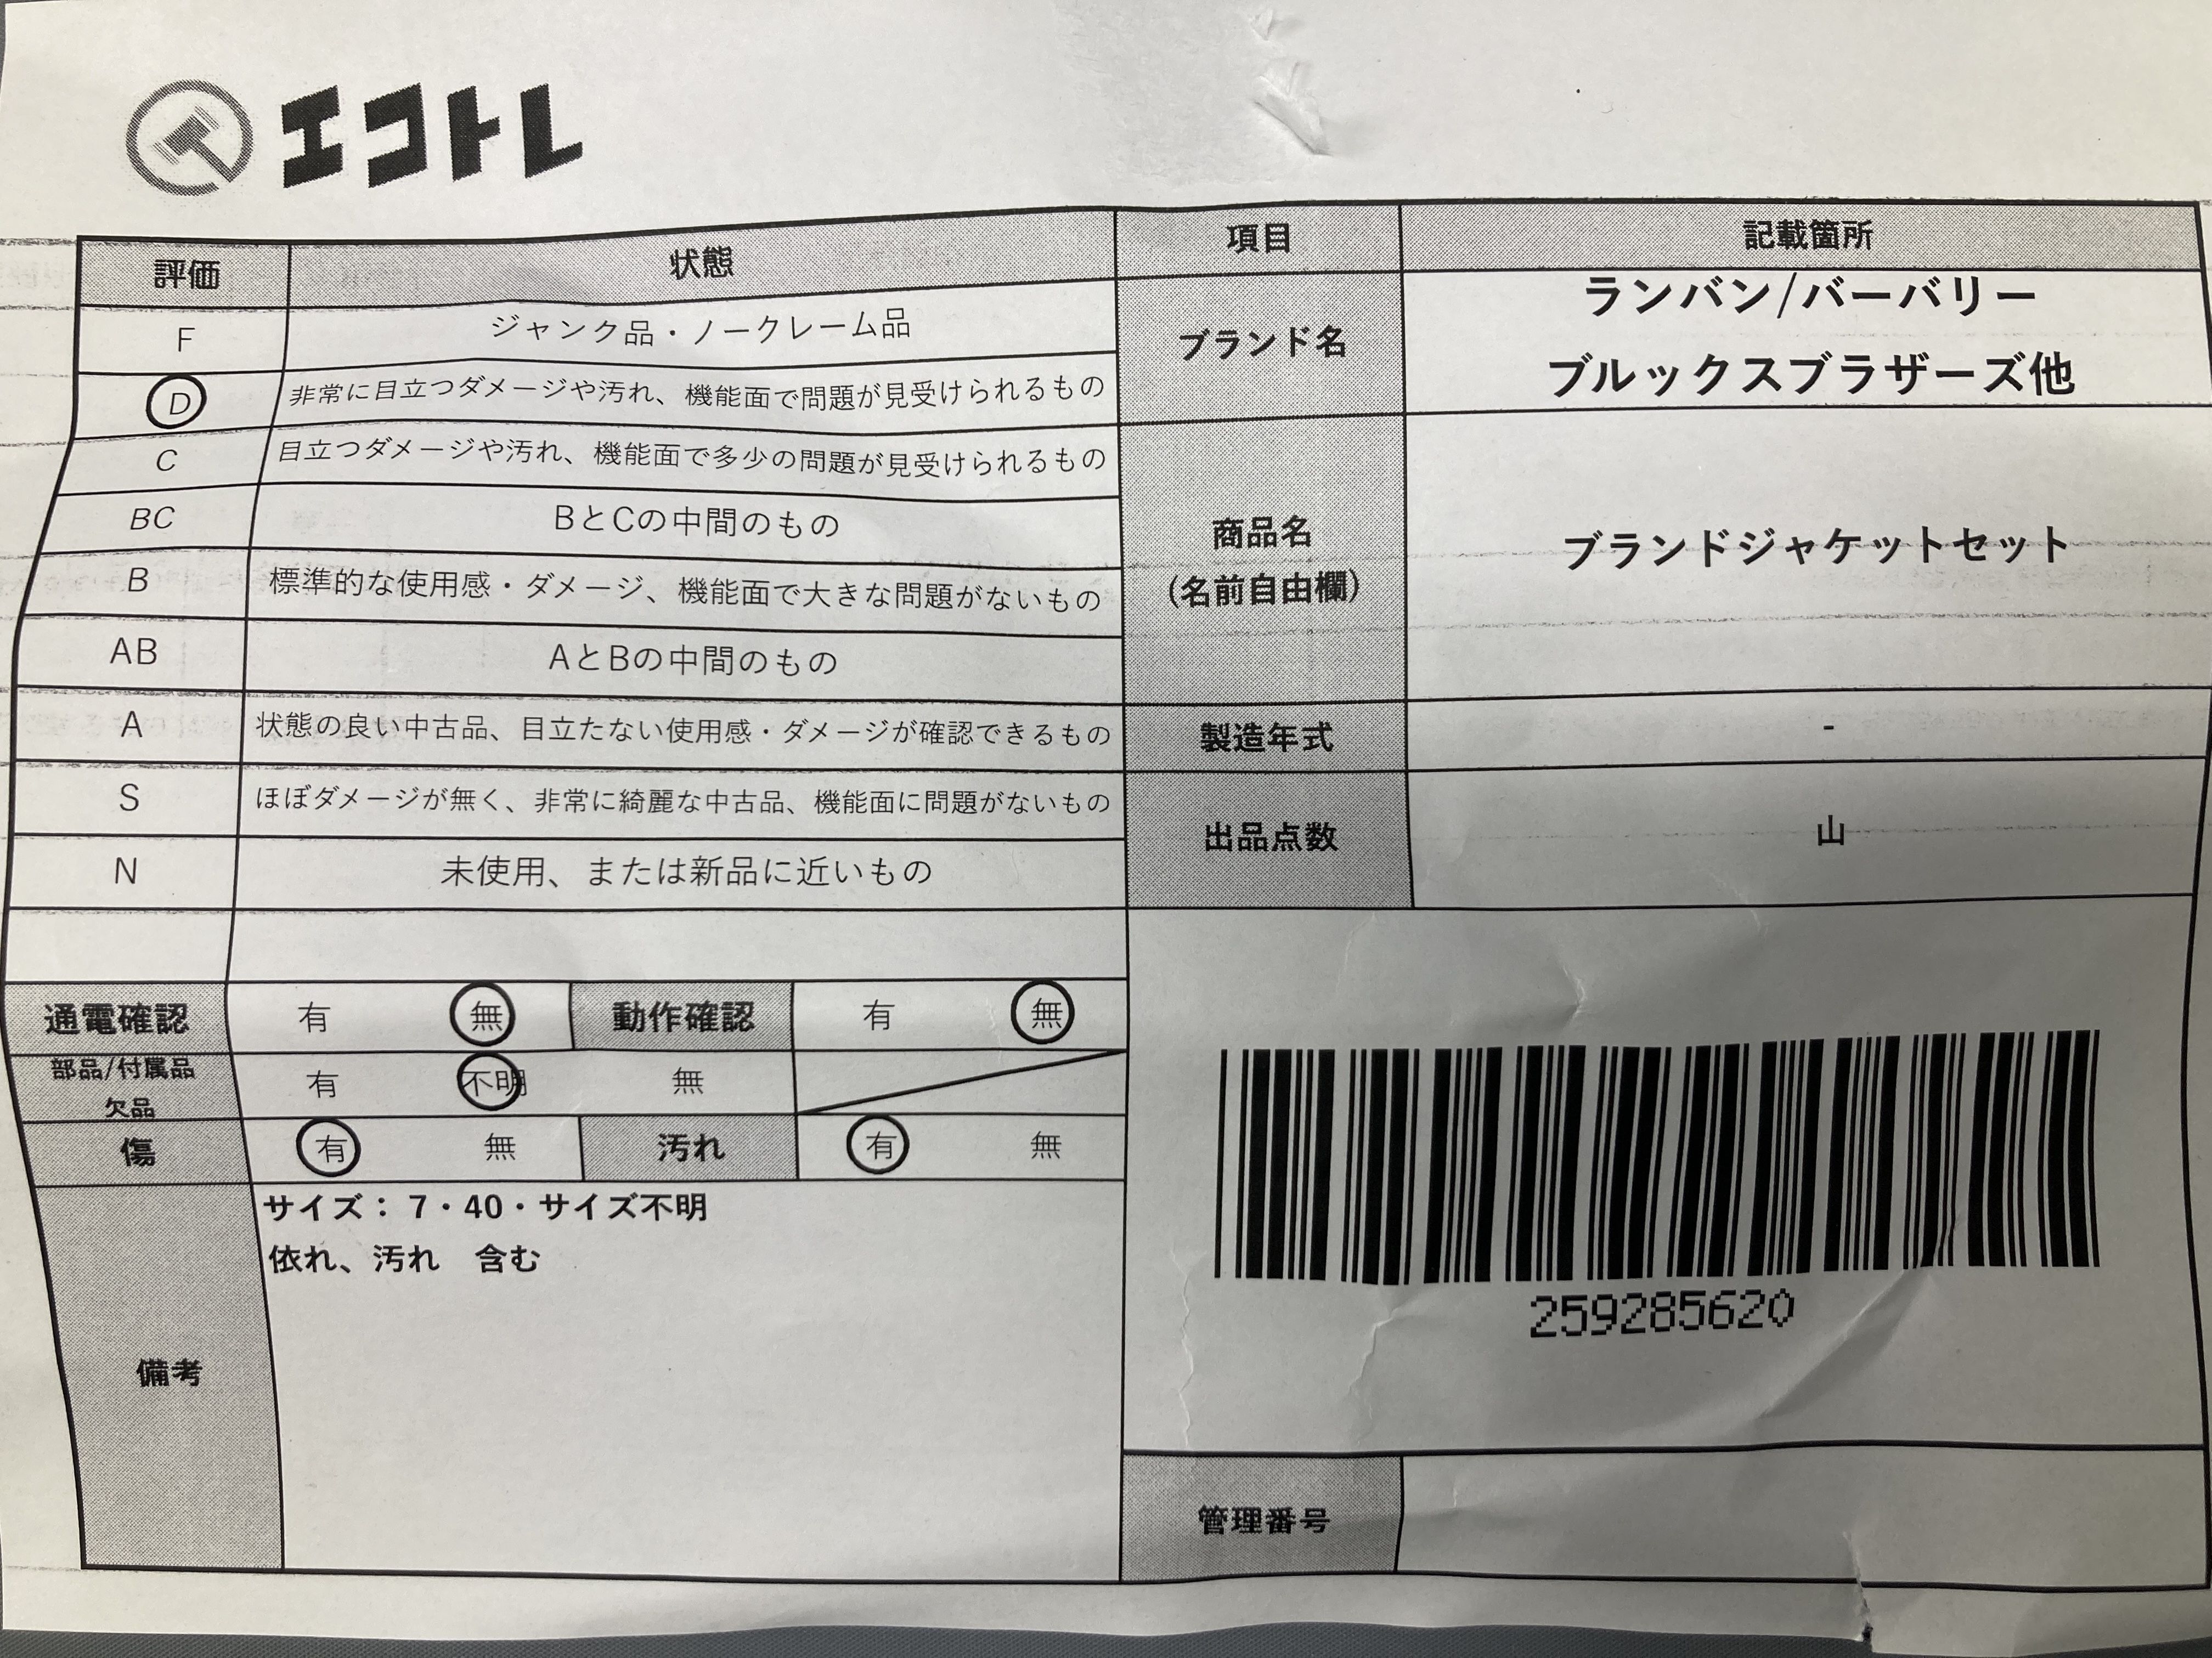 エコトレ
評価 状態
F ジャンク品・ノークレーム品
D 非常に目立つダメージや汚れ、機能面で問題が見受けられるもの
C 目立つダメージや汚れ、機能面で多少の問題が見受けられるもの
BC BとCの中間のもの
B 標準的な使用感・ダメージ、機能面で大きな問題がないもの
AB AとBの中間のもの
A 状態の良い中古品、目立たない使用感・ダメージが確認できるもの
S ほぼダメージが無く、非常に綺麗な中古品、機能面に問題がないもの
N 未使用、または新品に近いもの
通電確認 有 無 動作確認 有 無
部品/付属品
欠品
有 不明 無
傷 有 無 汚れ 有 無
備考
サイズ：7・40・サイズ不明
依れ、汚れ 含む
項目 記載箇所
ブランド名
ランバン/バーバリー
ブルックスブラザーズ他
商品名
(名前自由欄)
ブランドジャケットセット
製造年式 -
出品点数 山
259285620
管理番号